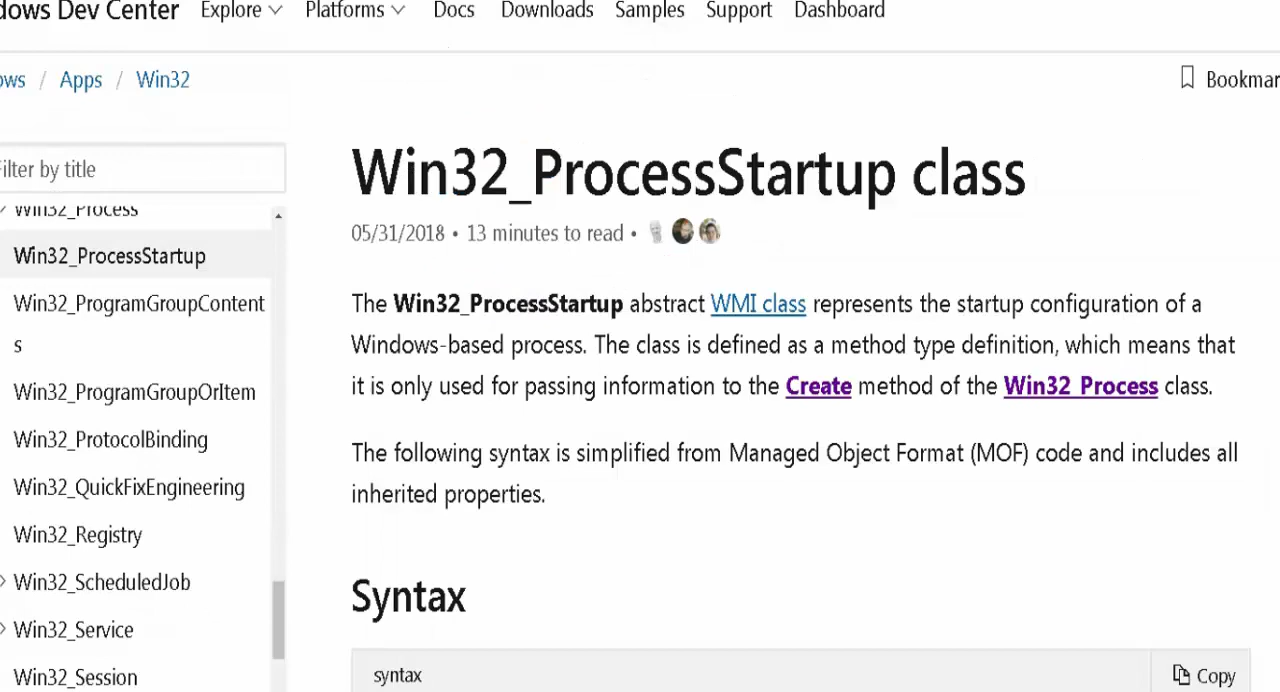 dows Dev Center Explore Platforms Docs Downloads Samples Support Dashboard
ows / Apps / Win32
Bookmar
Filter by title
Win32_Process
Win32_ProcessStartup
Win32_ProgramGroupContent
s
Win32_ProgramGroupOrItem
Win32_ProtocolBinding
Win32_QuickFixEngineering
Win32_Registry
Win32_ScheduledJob
Win32_Service
Win32_Session
Win32_ProcessStartup class
05/31/2018 • 13 minutes to read •
The Win32_ProcessStartup abstract WMI class represents the startup configuration of a
Windows-based process. The class is defined as a method type definition, which means that
it is only used for passing information to the Create method of the Win32_Process class.
The following syntax is simplified from Managed Object Format (MOF) code and includes all
inherited properties.
Syntax
syntax
Copy